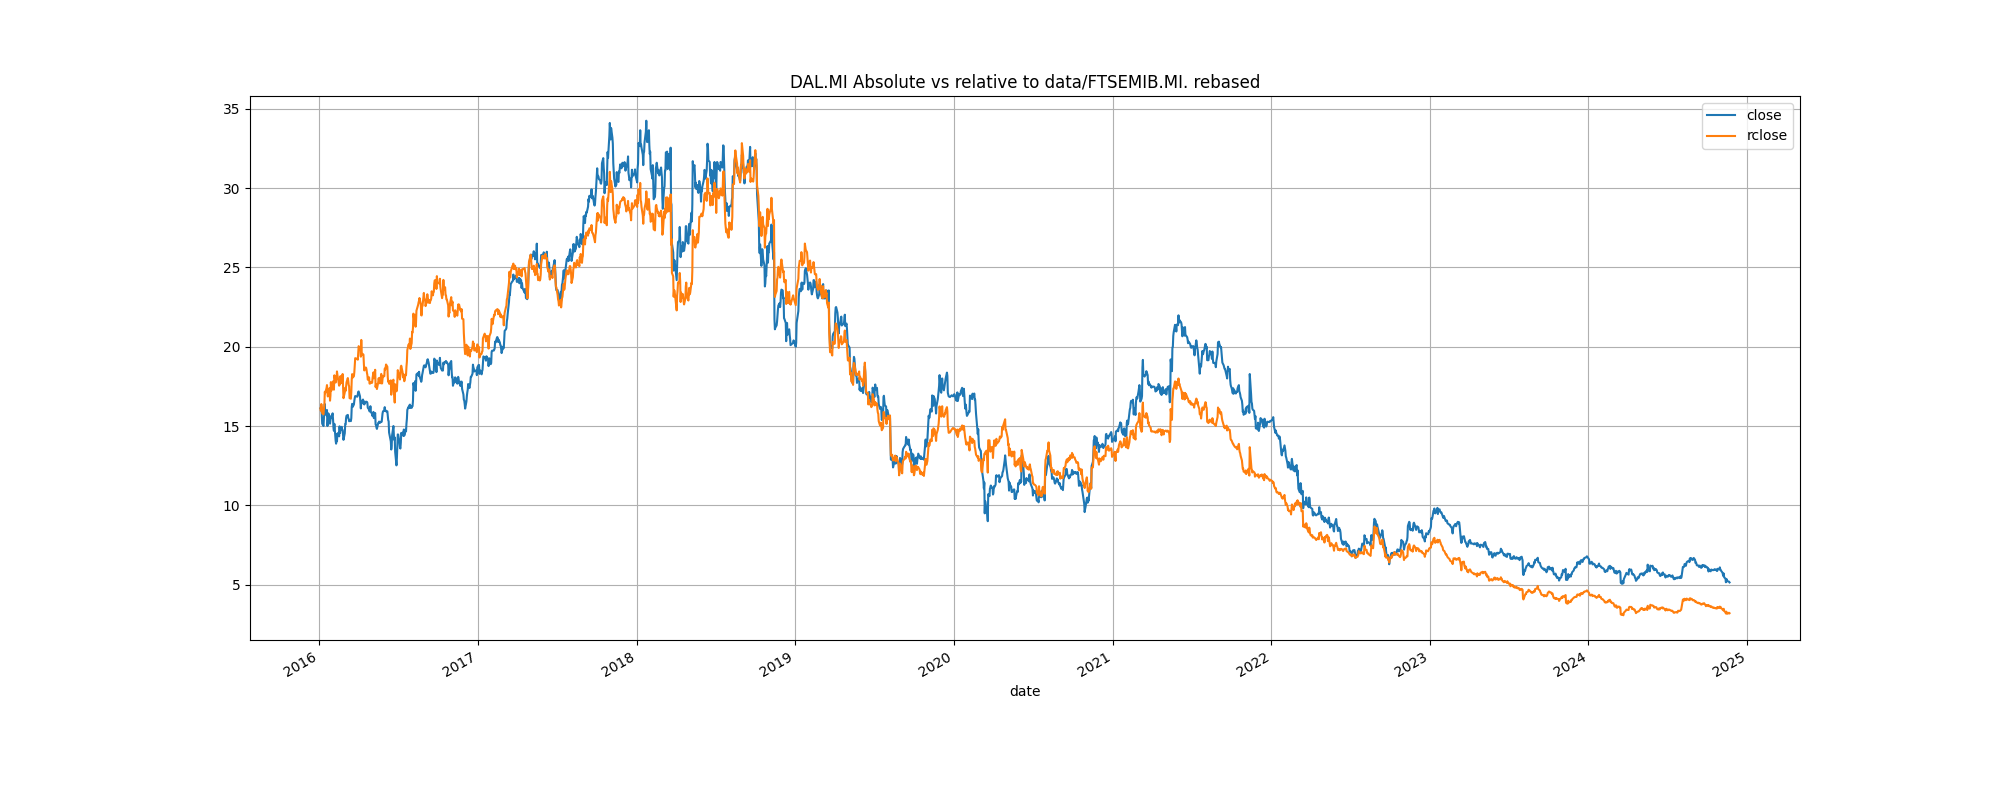 DAL.MI Absolute vs relative to data/FTSEMIB.MI. rebased
close
rclose
35
30
25
20
15
10
5
2016 2017 2018 2019 2020 2021 2022 2023 2024 2025
date